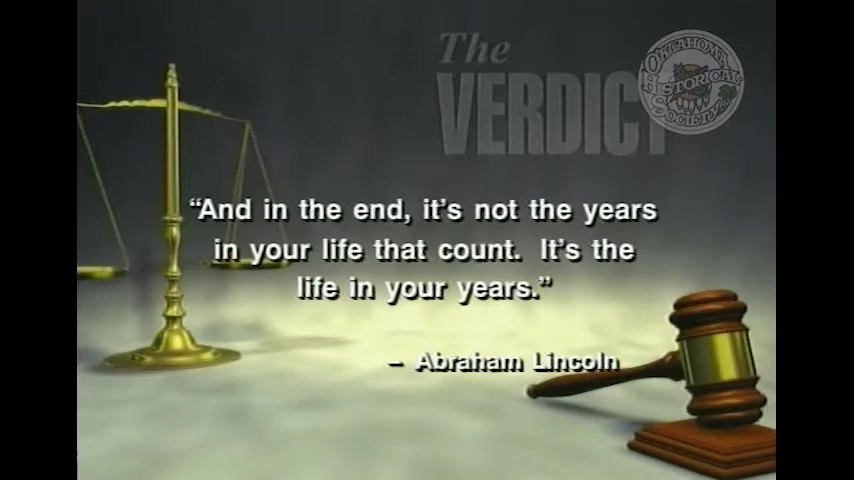 The
VERDICT
OKLAHOMA
HISTORICAL
SOCIETY
“And in the end, it’s not the years
in your life that count. It’s the
life in your years.”
– Abraham Lincoln